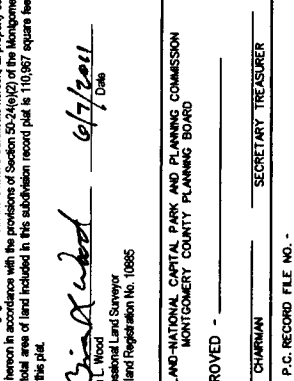 hereon in accordance with the provisions of Section 50-24(e)(2) of the Montgome
total area of land included in this subdivision record plat is 110,967 square fee
this plat.
6/7/2011
L. Wood Date
essional Land Surveyor
land Registration No. 10885
AND-NATIONAL CAPITAL PARK AND PLANNING COMMISSION
MONTGOMERY COUNTY PLANNING BOARD
ROVED -
CHAIRMAN SECRETARY TREASURER
P.C. RECORD FILE NO. -